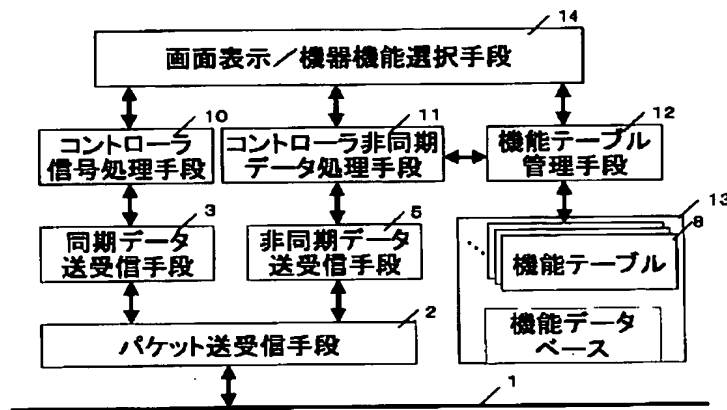 14
画面表示／機器機能選択手段
10
コントローラ
信号処理手段
11
コントローラ非同期
データ処理手段
12
機能テーブル
管理手段
3
同期データ
送受信手段
5
非同期データ
送受信手段
13
8
機能テーブル
機能データ
ベース
2
パケット送受信手段
1